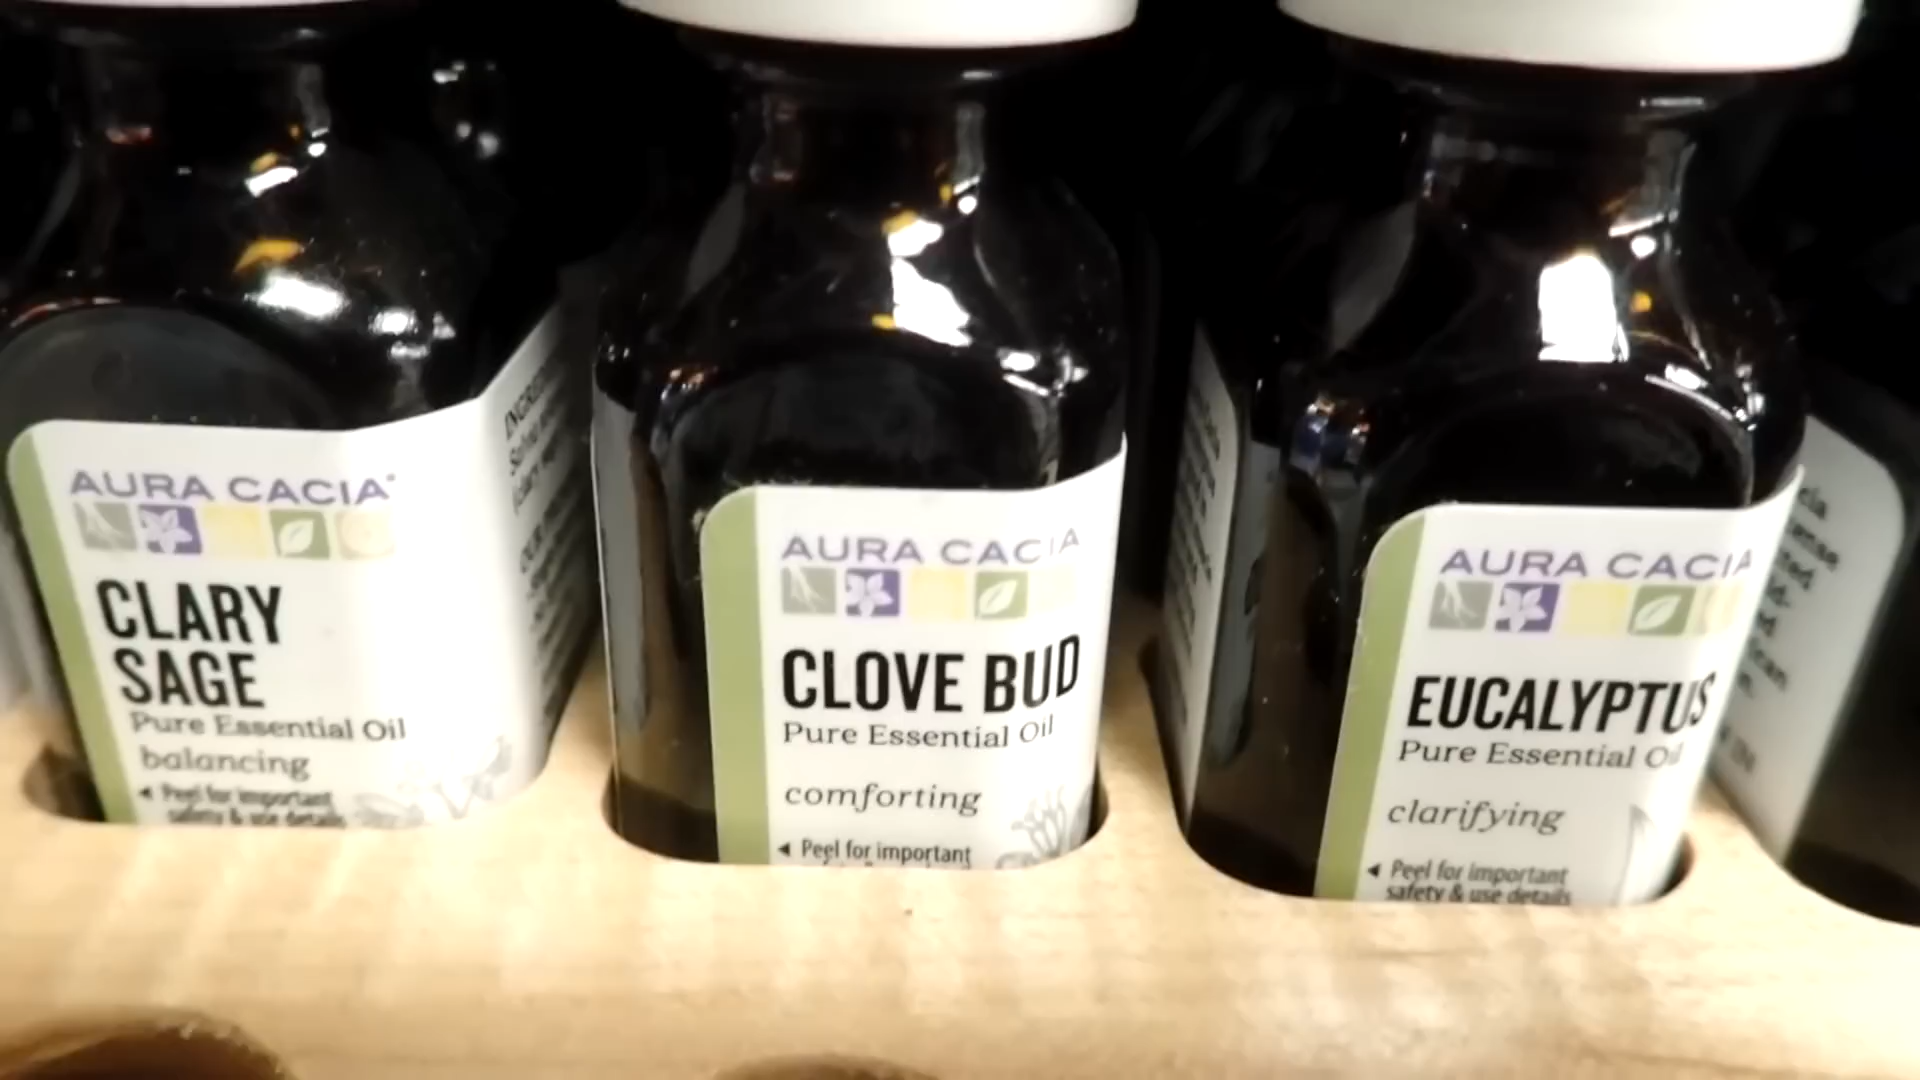 AURA CACIA
CLARY
SAGE
Pure Essential Oil
balancing
Peel for important
safety & use details
AURA CACIA
CLOVE BUD
Pure Essential Oil
comforting
Peel for important
AURA CACIA
EUCALYPTUS
Pure Essential Oil
clarifying
Peel for important
safety & use details